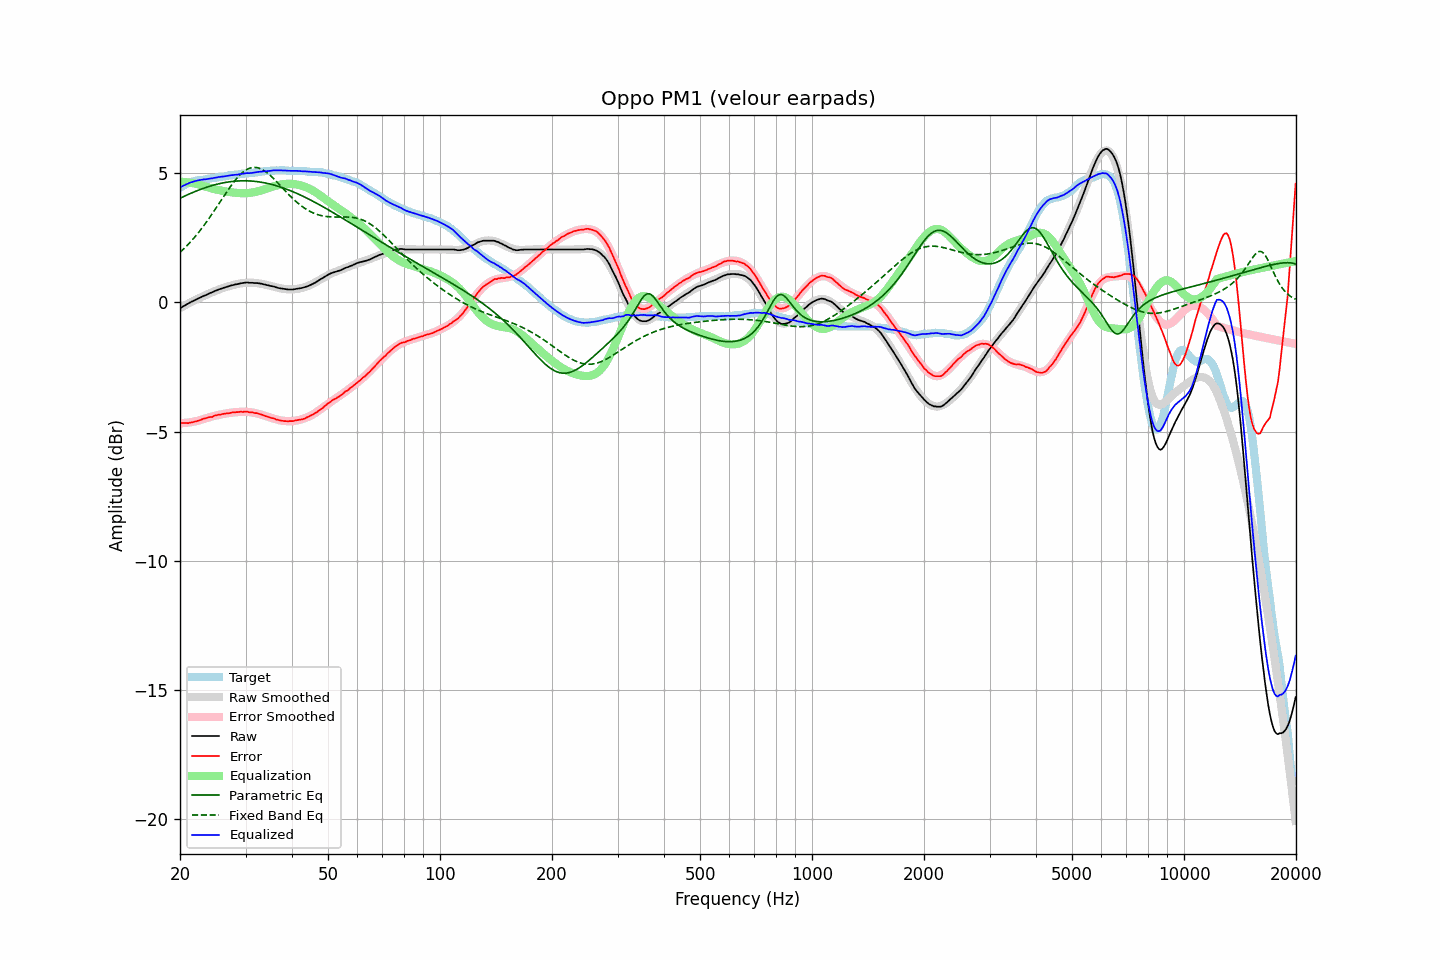 Oppo PM1 (velour earpads)
5
0
−5
−10
−15
−20
Amplitude (dBr)
Target
Raw Smoothed
Error Smoothed
Raw
Error
Equalization
Parametric Eq
Fixed Band Eq
Equalized
20 50 100 200 500 1000 2000 5000 10000 20000
Frequency (Hz)